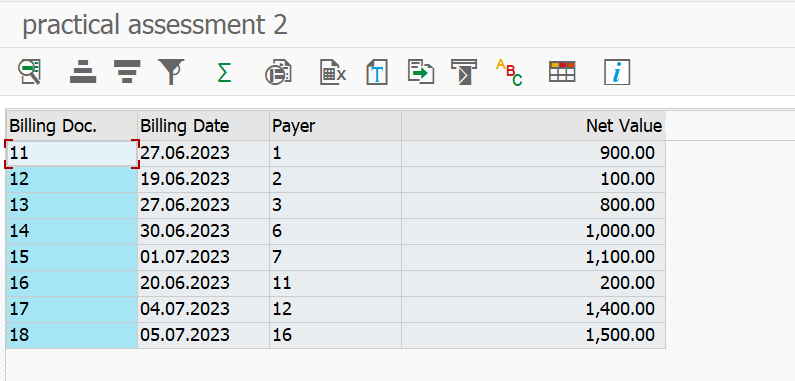 practical assessment 2
Σ X T ABC i
Billing Doc. Billing Date Payer Net Value
11 27.06.2023 1 900.00
12 19.06.2023 2 100.00
13 27.06.2023 3 800.00
14 30.06.2023 6 1,000.00
15 01.07.2023 7 1,100.00
16 20.06.2023 11 200.00
17 04.07.2023 12 1,400.00
18 05.07.2023 16 1,500.00